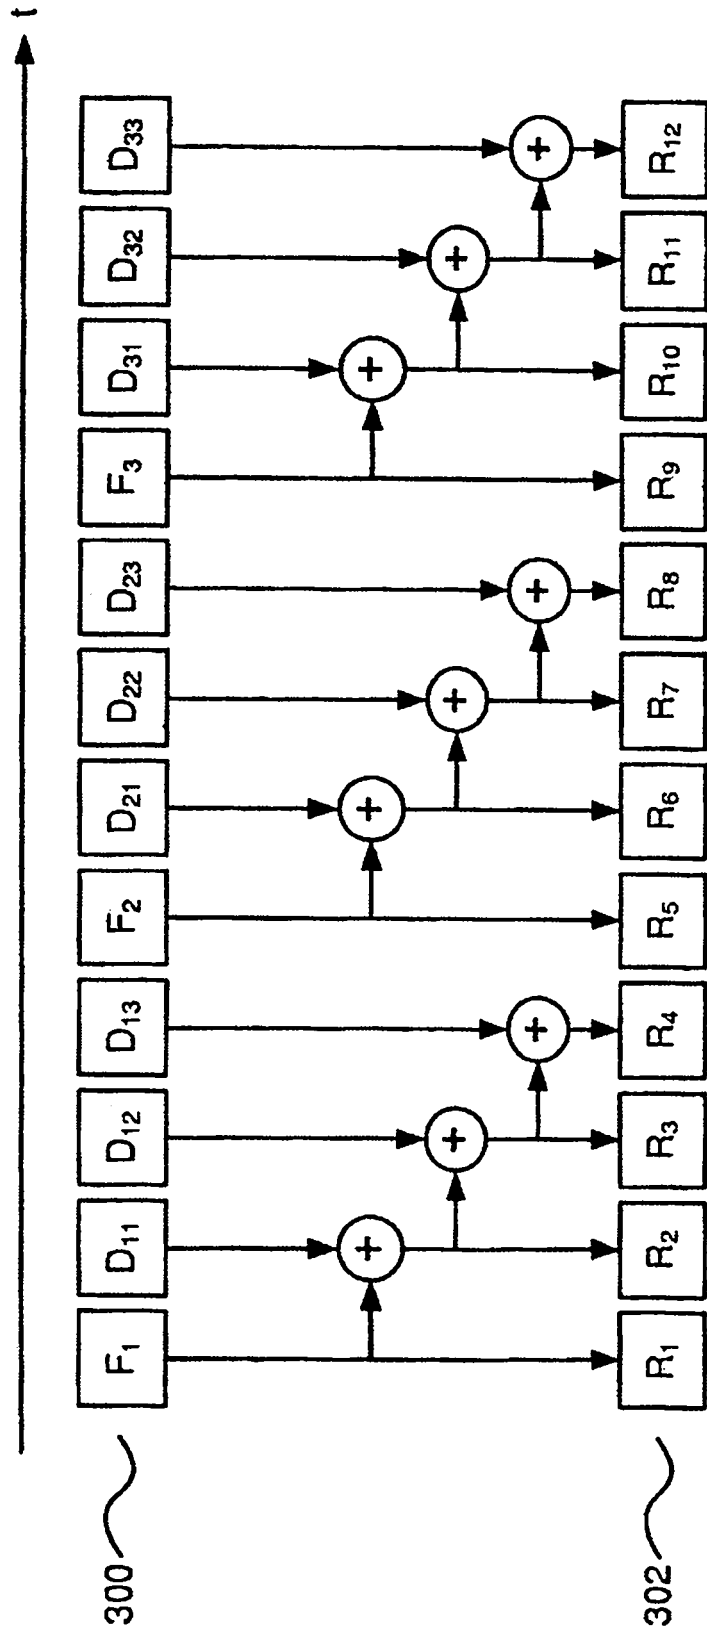 t
300 F1 D11 D12 D13 F2 D21 D22 D23 F3 D31 D32 D33
+ + + + + + + + +
302 R1 R2 R3 R4 R5 R6 R7 R8 R9 R10 R11 R12